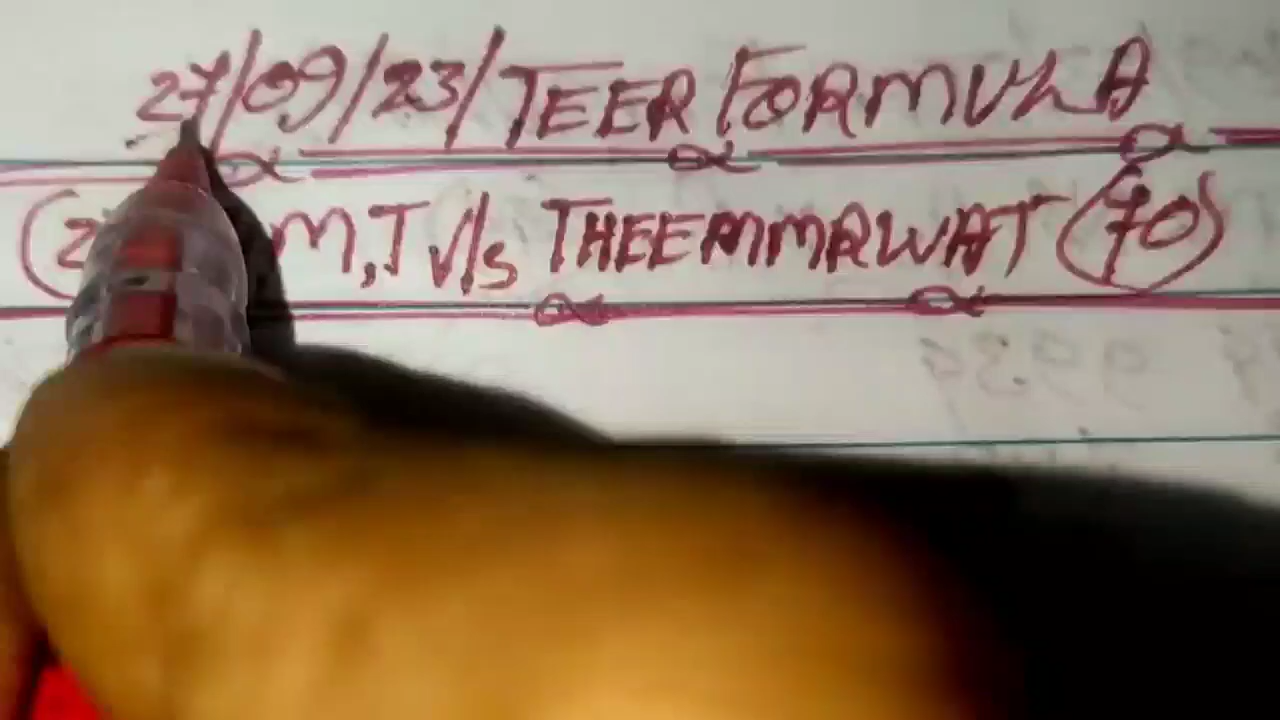 27/09/23/ TEER FORMULA
M,T V/s THEEMMRWAT (70)